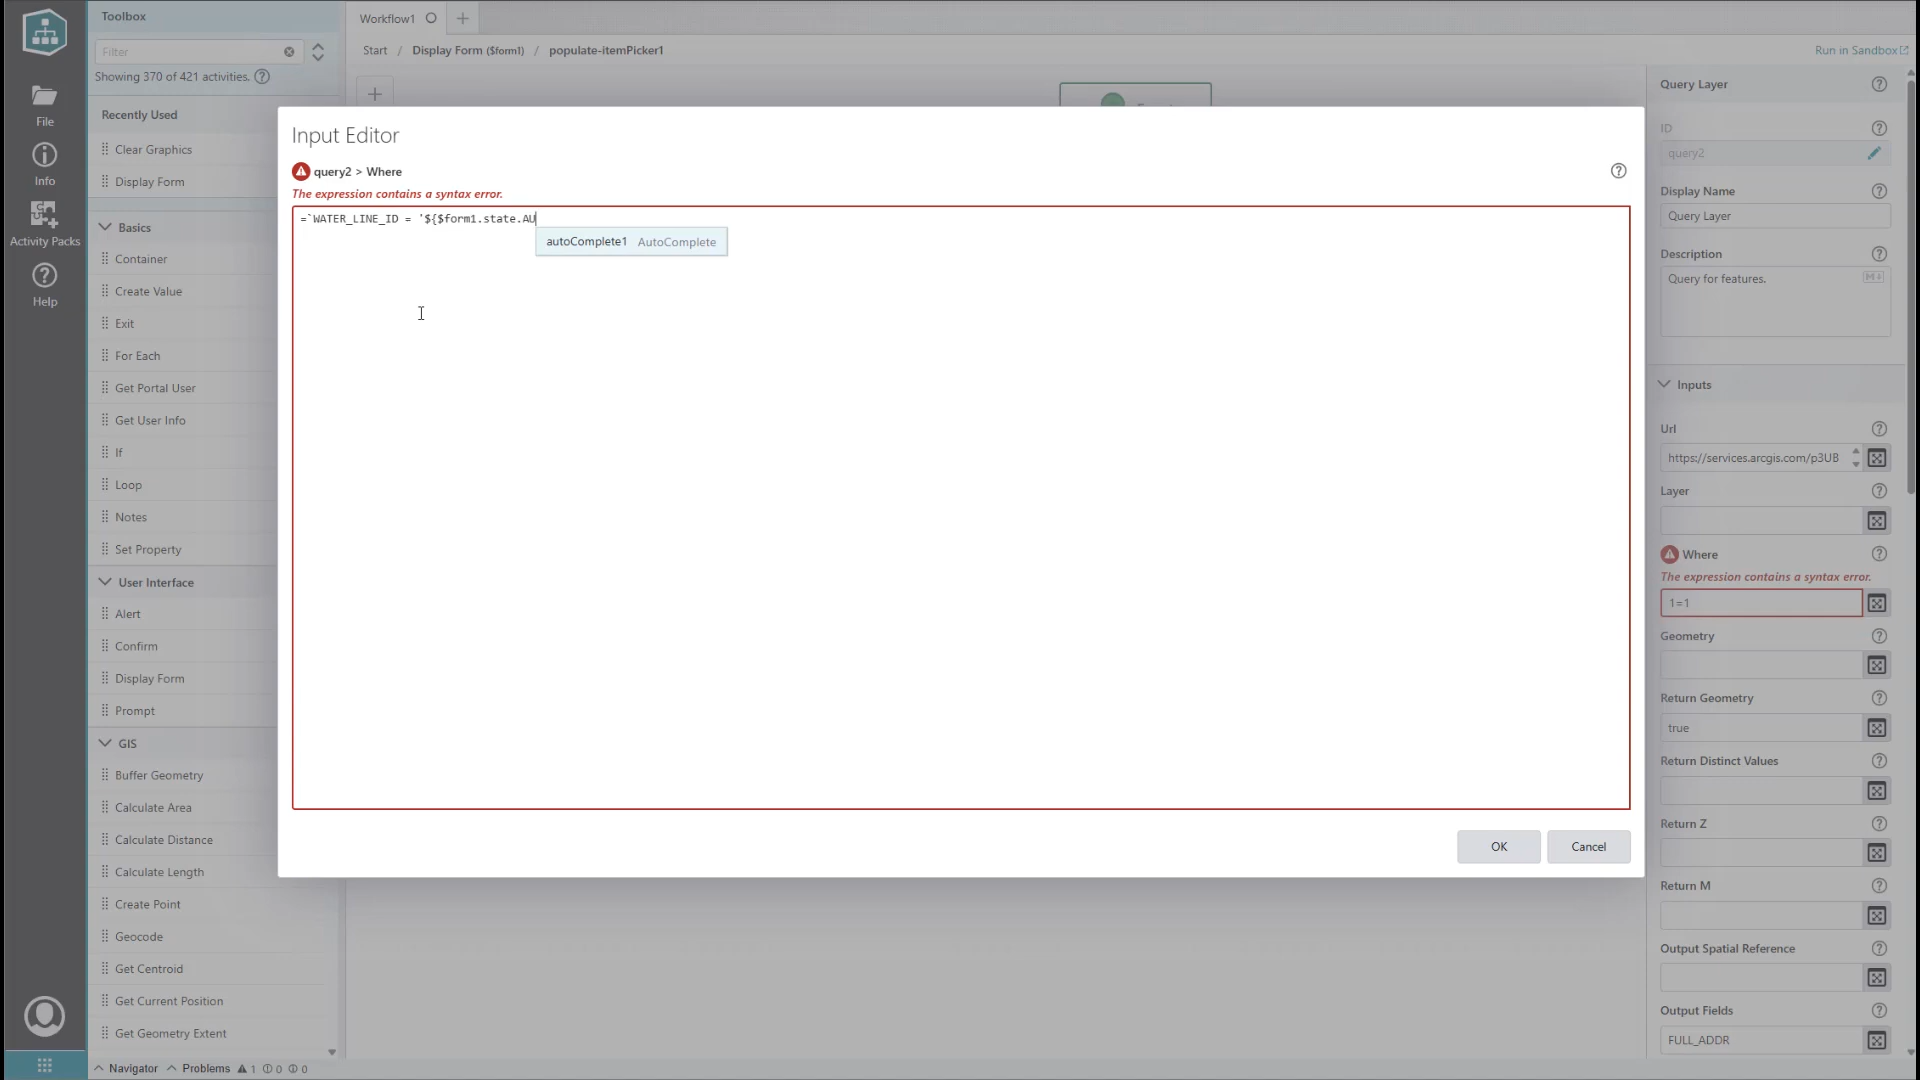 Toolbox
Filter
Showing 370 of 421 activities.
Recently Used
Clear Graphics
Display Form
Basics
Container
Create Value
Exit
For Each
Get Portal User
Get User Info
If
Loop
Notes
Set Property
User Interface
Alert
Confirm
Display Form
Prompt
GIS
Buffer Geometry
Calculate Area
Calculate Distance
Calculate Length
Create Point
Geocode
Get Centroid
Get Current Position
Get Geometry Extent
File
Info
Activity Packs
Help
Workflow1
Start / Display Form ($form1) / populate-itemPicker1
Run in Sandbox
Input Editor
query2 > Where
The expression contains a syntax error.
=`WATER_LINE_ID = '${$form1.state.AU
autoComplete1 AutoComplete
OK
Cancel
Query Layer
ID
query2
Display Name
Query Layer
Description
Query for features.
Inputs
Url
https://services.arcgis.com/p3UB
Layer
Where
The expression contains a syntax error.
1=1
Geometry
Return Geometry
true
Return Distinct Values
Return Z
Return M
Output Spatial Reference
Output Fields
FULL_ADDR
Navigator Problems 1 0 0